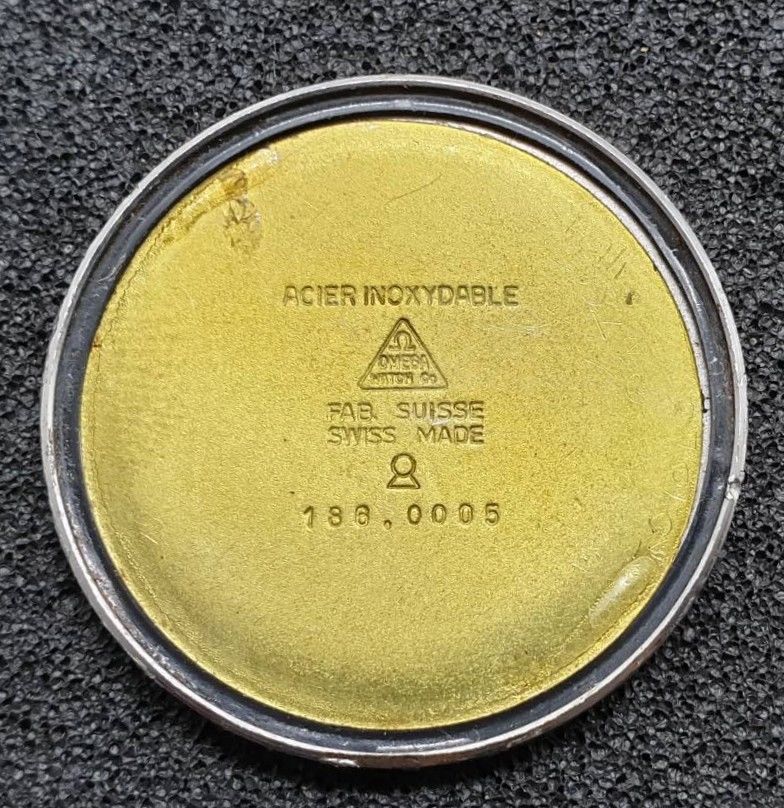 ACIER INOXYDABLE
Ω
OMEGA
WATCH Co
FAB. SUISSE
SWISS MADE
186.0005